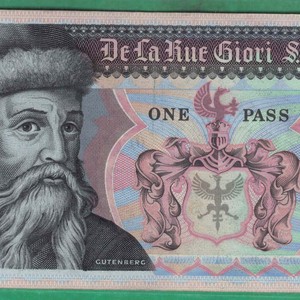 De La Rue Giori S.
ONE PASS
GUTENBERG